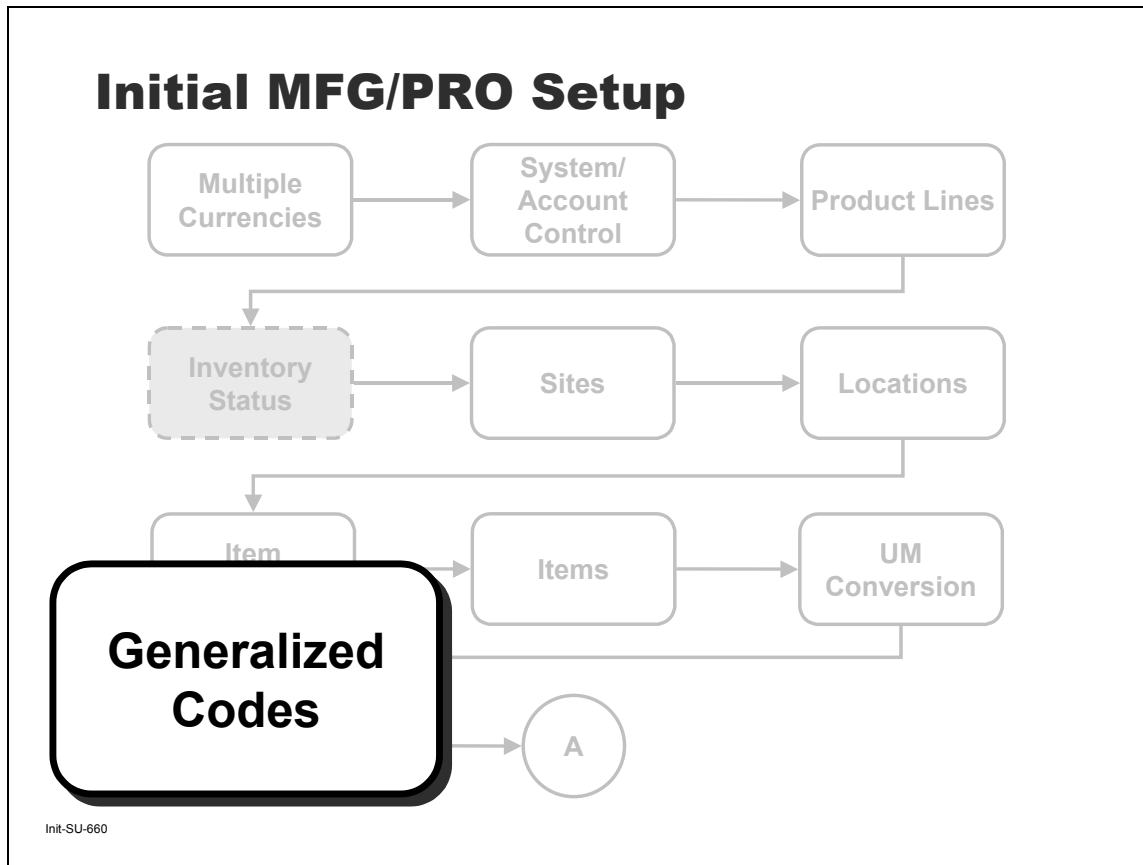 Initial MFG/PRO Setup
Multiple
Currencies
System/
Account
Control
Product Lines
Inventory
Status
Sites
Locations
Item
Items
UM
Conversion
Generalized
Codes
A
Init-SU-660